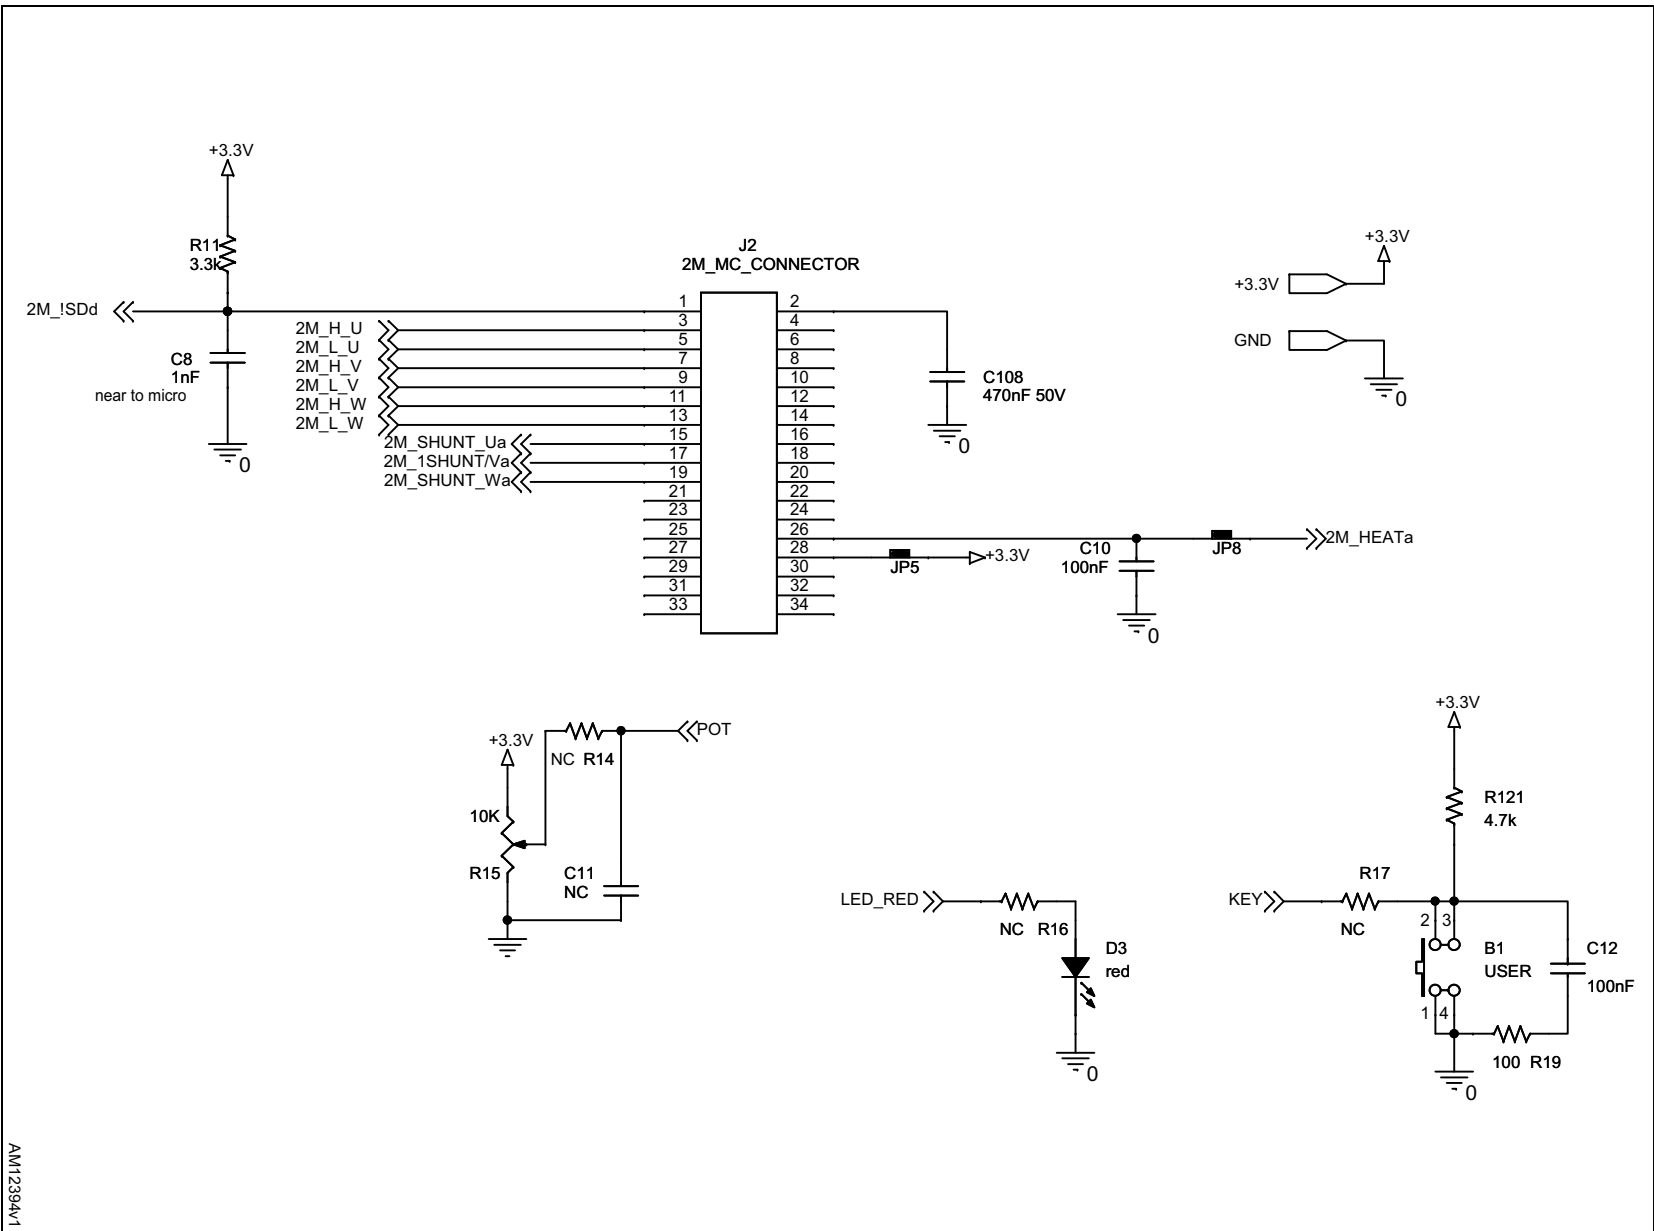 +3.3V
R11
3.3k
2M_!SDd
C8
1nF
near to micro
0
2M_H_U
2M_L_U
2M_H_V
2M_L_V
2M_H_W
2M_L_W
2M_SHUNT_Ua
2M_1SHUNT/Va
2M_SHUNT_Wa
J2
2M_MC_CONNECTOR
1 2
3 4
5 6
7 8
9 10
11 12
13 14
15 16
17 18
19 20
21 22
23 24
25 26
27 28
29 30
31 32
33 34
C108
470nF 50V
0
+3.3V
+3.3V
GND
0
JP5
+3.3V
C10
100nF
0
JP8
2M_HEATa
+3.3V
NC R14
POT
10K
R15
C11
NC
LED_RED
NC R16
D3
red
0
+3.3V
R121
4.7k
R17
KEY
NC
2 3
B1
USER
C12
100nF
1 4
100 R19
0
AM12394v1